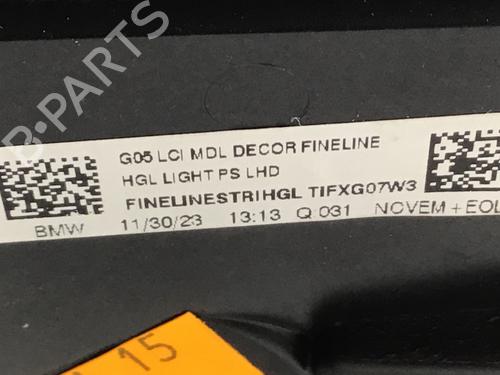 G05 LCI MDL DECOR FINELINE
HGL LIGHT PS LHD
FINELINESTRIHGL TIFXG07W3
BMW 11/30/23 13:13 Q 031 NOVEM + EOL
15
B-PARTS